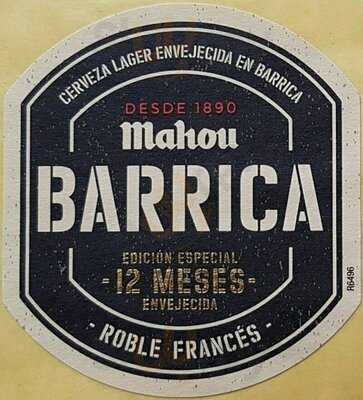 CERVEZA LAGER ENVEJECIDA EN BARRICA
DESDE 1890
Mahou
BARRICA
EDICIÓN ESPECIAL
- 12 MESES -
ENVEJECIDA
- ROBLE FRANCÉS -
R6496